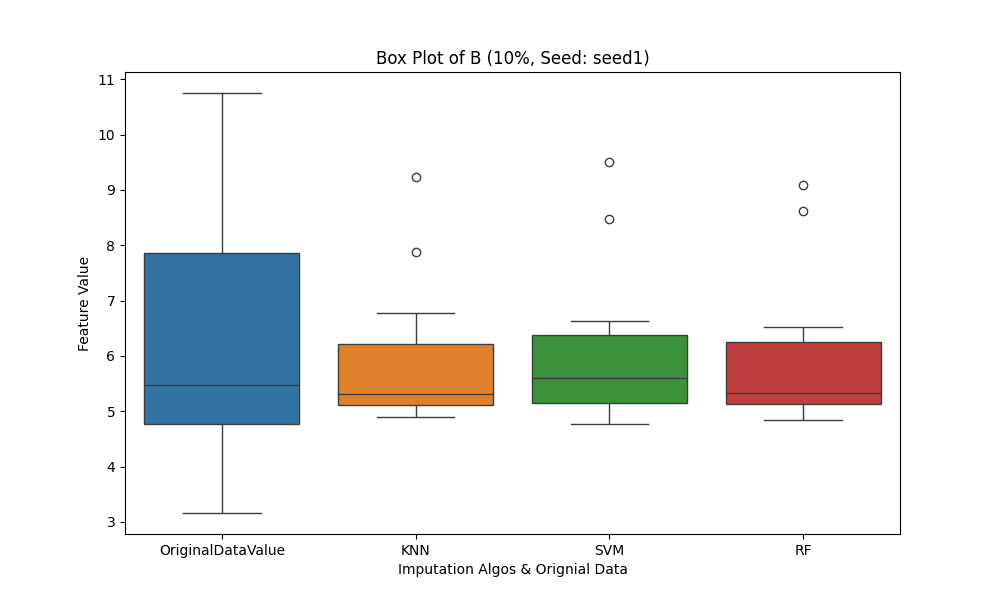 Box Plot of B (10%, Seed: seed1)
11
10
9
8
7
6
5
4
3
Feature Value
OriginalDataValue
KNN
SVM
RF
Imputation Algos & Orignial Data